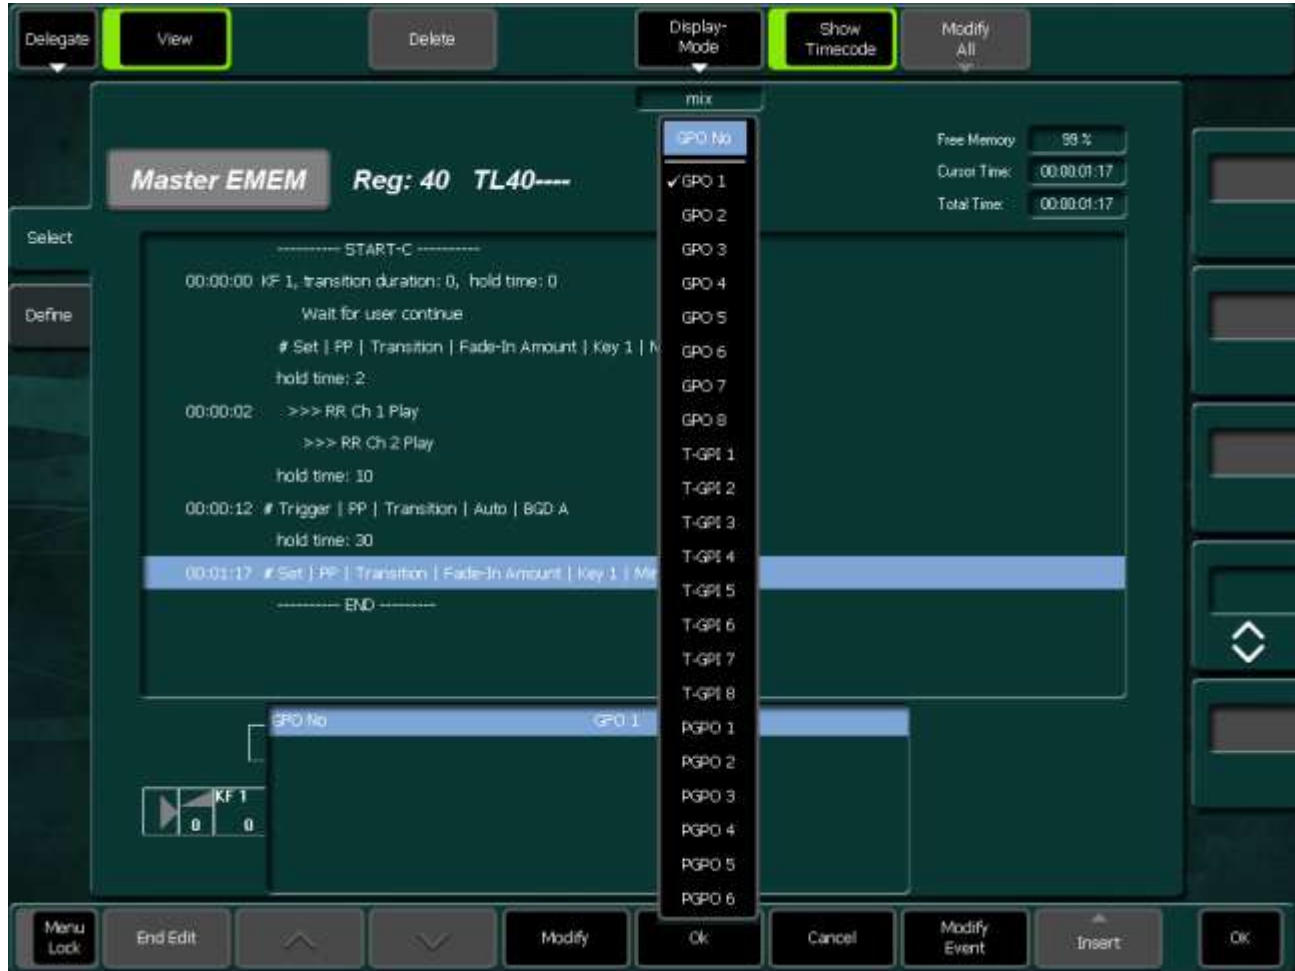 Delegate
View
Delete
Display-
Mode
Show
Timecode
Modify
All
mix
GPO No
Free Memory 99 %
Cursor Time: 00:00:01:17
Total Time: 00:00:01:17
Master EMEM Reg: 40 TL40----
Select
Define
---------- START-C ----------
00:00:00 KF 1, transition duration: 0, hold time: 0
Wait for user continue
# Set | PP | Transition | Fade-In Amount | Key 1 |
hold time: 2
00:00:02 >>> RR Ch 1 Play
>>> RR Ch 2 Play
hold time: 10
00:00:12 # Trigger | PP | Transition | Auto | BGD A
hold time: 30
00:01:17 # Set | PP | Transition | Fade-In Amount | Key 1 |
---------- END ----------
✓GPO 1
GPO 2
GPO 3
GPO 4
GPO 5
GPO 6
GPO 7
GPO 8
T-GPI 1
T-GPI 2
T-GPI 3
T-GPI 4
T-GPI 5
T-GPI 6
T-GPI 7
T-GPI 8
PGPO 1
PGPO 2
PGPO 3
PGPO 4
PGPO 5
PGPO 6
GPO No GPO 1
KF 1
0 0
Menu
Lock
End Edit
Modify
Ok
Cancel
Modify
Event
Insert
OK